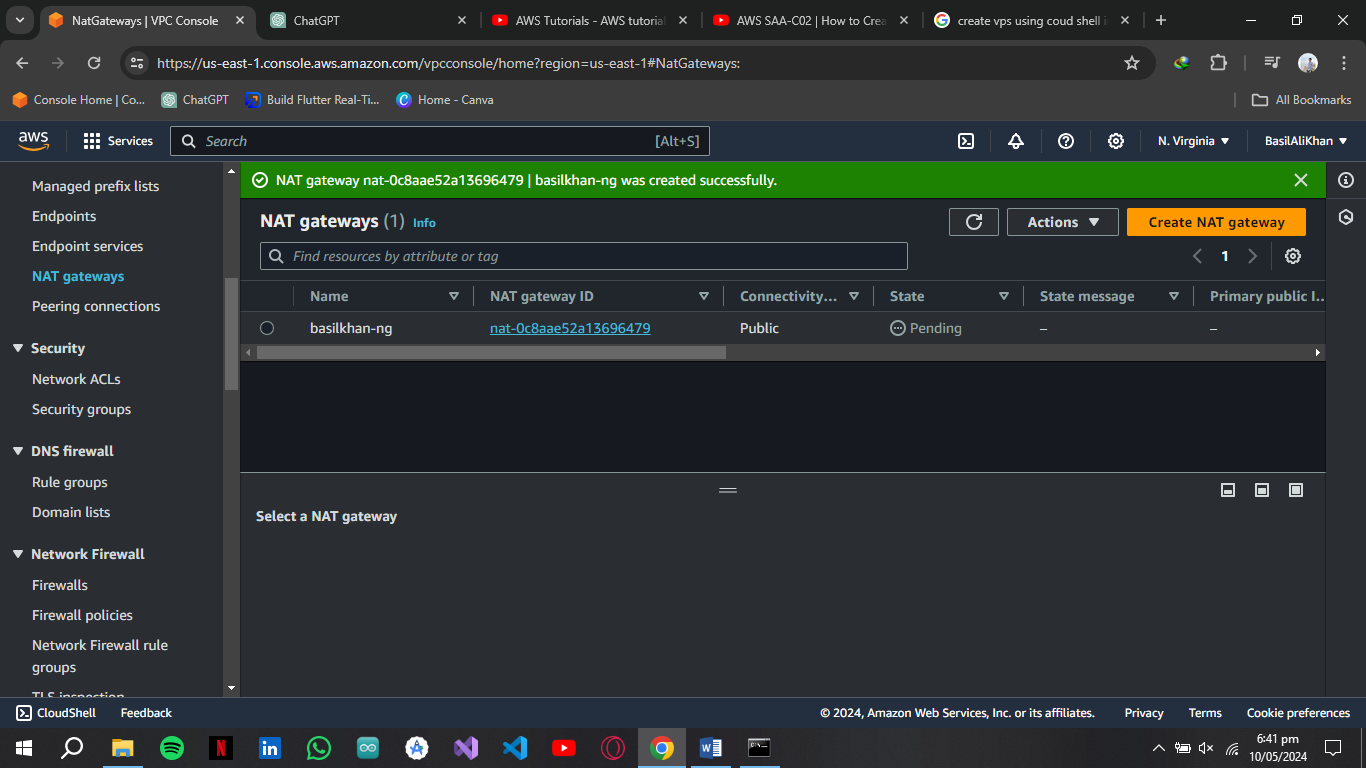 NatGateways | VPC Console
ChatGPT
AWS Tutorials - AWS tutorial
AWS SAA-C02 | How to Crea
create vps using coud shell i
https://us-east-1.console.aws.amazon.com/vpcconsole/home?region=us-east-1#NatGateways:
Console Home | Co...
ChatGPT
Build Flutter Real-Ti...
Home - Canva
All Bookmarks
aws
Services
Search
[Alt+S]
N. Virginia
BasilAliKhan
Managed prefix lists
Endpoints
Endpoint services
NAT gateways
Peering connections
Security
Network ACLs
Security groups
DNS firewall
Rule groups
Domain lists
Network Firewall
Firewalls
Firewall policies
Network Firewall rule
groups
TLS inspection
NAT gateway nat-0c8aae52a13696479 | basilkhan-ng was created successfully.
NAT gateways (1) Info
Actions
Create NAT gateway
Find resources by attribute or tag
1
Name
NAT gateway ID
Connectivity...
State
State message
Primary public I...
basilkhan-ng
nat-0c8aae52a13696479
Public
Pending
–
–
Select a NAT gateway
CloudShell
Feedback
© 2024, Amazon Web Services, Inc. or its affiliates.
Privacy
Terms
Cookie preferences
6:41 pm
10/05/2024